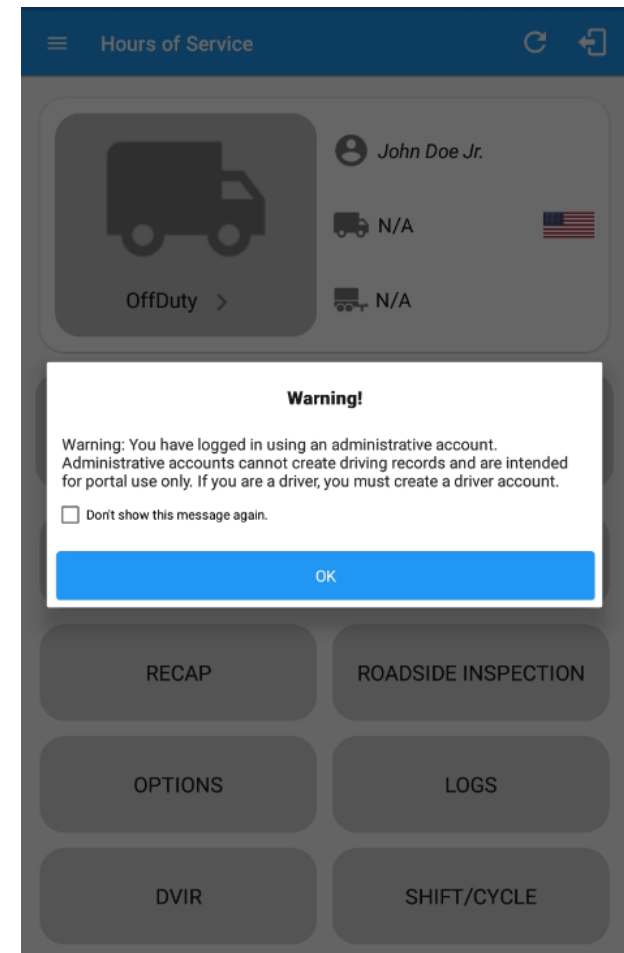 Hours of Service
John Doe Jr.
N/A
OffDuty >
N/A
Warning!
Warning: You have logged in using an administrative account.
Administrative accounts cannot create driving records and are intended
for portal use only. If you are a driver, you must create a driver account.
Don't show this message again.
OK
RECAP
ROADSIDE INSPECTION
OPTIONS
LOGS
DVIR
SHIFT/CYCLE